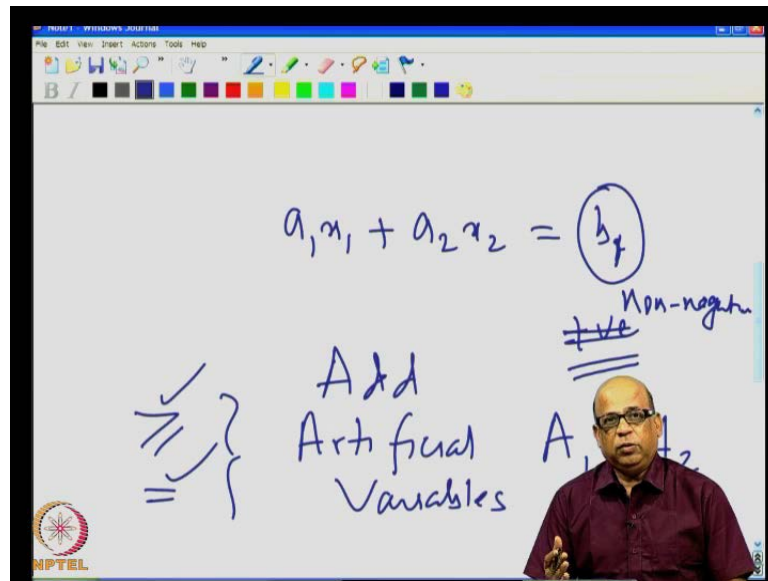 Note1 - Windows Journal
File Edit View Insert Actions Tools Help
B I
a₁x₁ + a₂x₂ = b₁
non-negative
+ve
Add
≥
Artificial A₁, A₂
= Variables
NPTEL